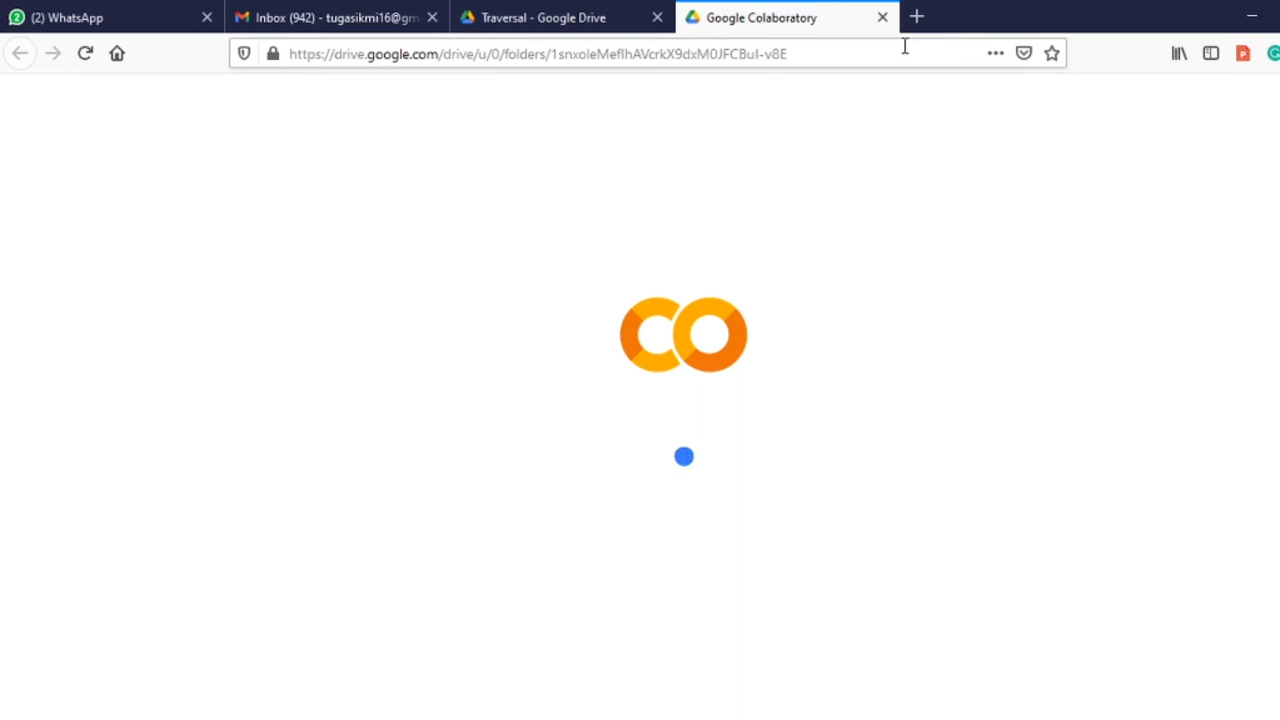 2 (2) WhatsApp
Inbox (942) - tugasikmi16@gm
Traversal - Google Drive
Google Colaboratory
https://drive.google.com/drive/u/0/folders/1snxoleMeflhAVcrkX9dxM0JFCBuI-v8E
CO